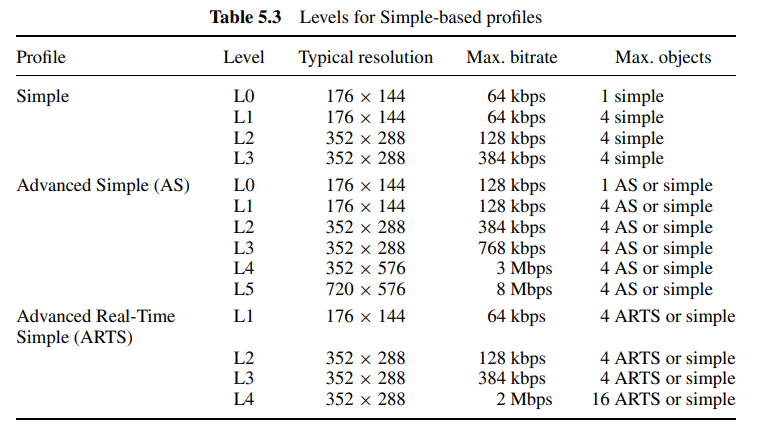 Table 5.3 Levels for Simple-based profiles
Profile Level Typical resolution Max. bitrate Max. objects
Simple L0 176 × 144 64 kbps 1 simple
L1 176 × 144 64 kbps 4 simple
L2 352 × 288 128 kbps 4 simple
L3 352 × 288 384 kbps 4 simple
Advanced Simple (AS) L0 176 × 144 128 kbps 1 AS or simple
L1 176 × 144 128 kbps 4 AS or simple
L2 352 × 288 384 kbps 4 AS or simple
L3 352 × 288 768 kbps 4 AS or simple
L4 352 × 576 3 Mbps 4 AS or simple
L5 720 × 576 8 Mbps 4 AS or simple
Advanced Real-Time L1 176 × 144 64 kbps 4 ARTS or simple
Simple (ARTS)
L2 352 × 288 128 kbps 4 ARTS or simple
L3 352 × 288 384 kbps 4 ARTS or simple
L4 352 × 288 2 Mbps 16 ARTS or simple